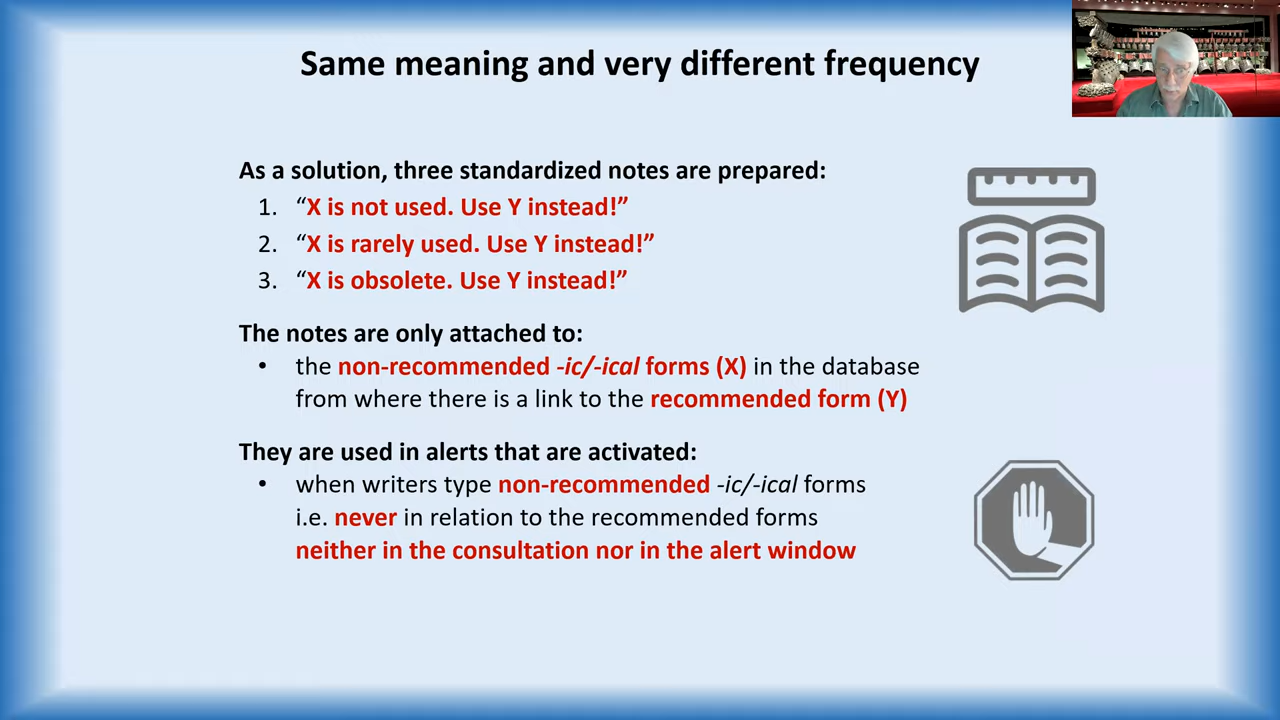 Same meaning and very different frequency
As a solution, three standardized notes are prepared:
1. “X is not used. Use Y instead!”
2. “X is rarely used. Use Y instead!”
3. “X is obsolete. Use Y instead!”
The notes are only attached to:
• the non-recommended -ic/-ical forms (X) in the database
from where there is a link to the recommended form (Y)
They are used in alerts that are activated:
• when writers type non-recommended -ic/-ical forms
i.e. never in relation to the recommended forms
neither in the consultation nor in the alert window